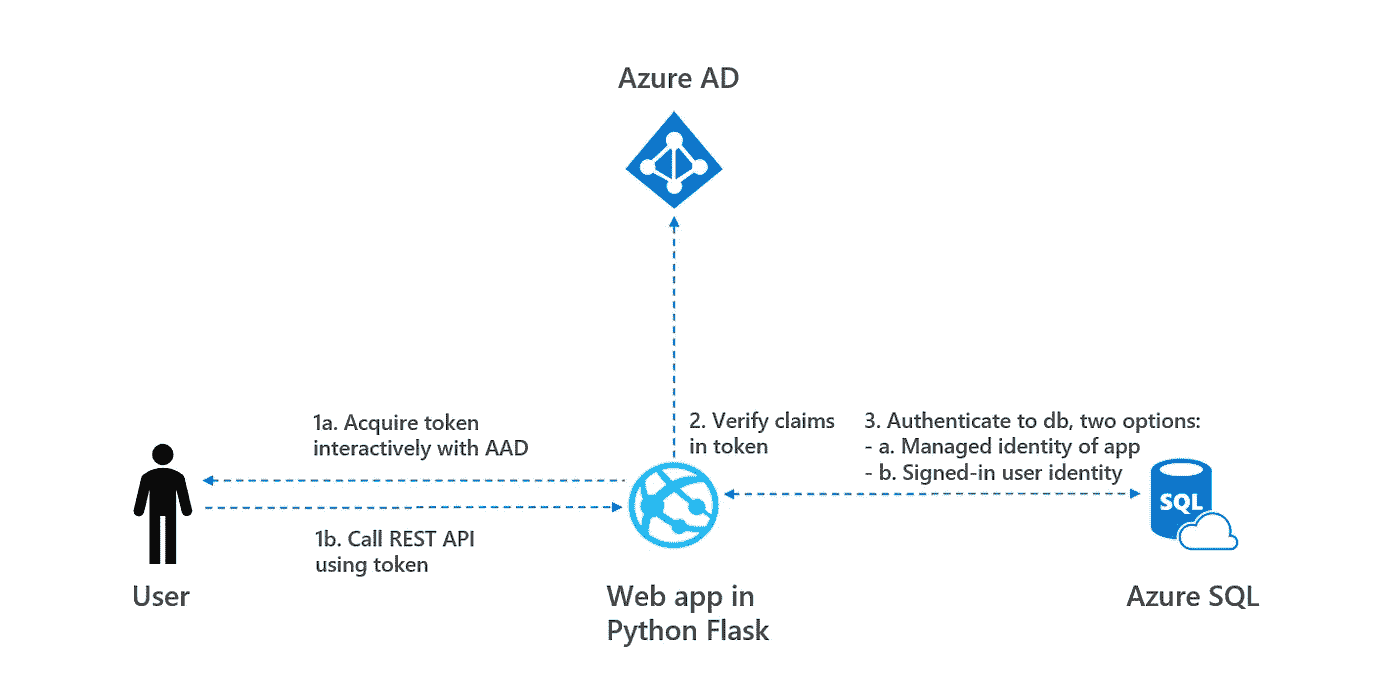 Azure AD
1a. Acquire token
interactively with AAD
2. Verify claims
in token
3. Authenticate to db, two options:
- a. Managed identity of app
- b. Signed-in user identity
SQL
1b. Call REST API
using token
User
Web app in
Python Flask
Azure SQL